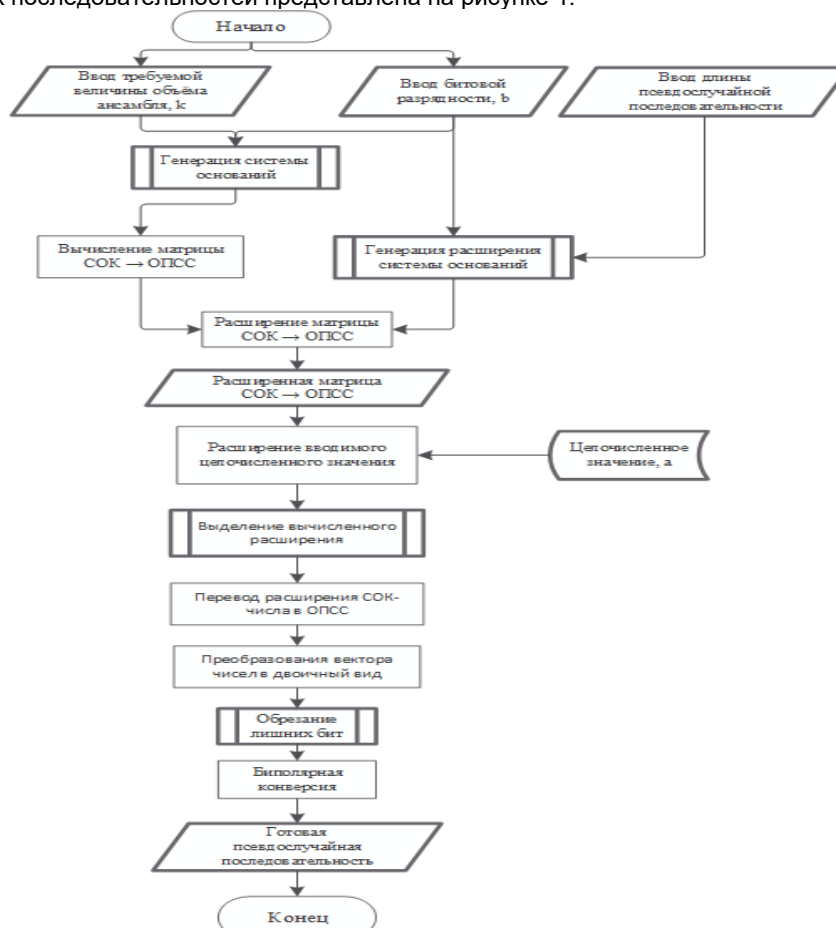 к последовательностей представлена на рисунке 1.
Начало
Ввод требуемой
величины объёма
ансамбля, k
Ввод битовой
разрядности, b
Ввод длины
псевдослучайной
последовательности
Генерация системы
оснований
Вычисление матрицы
СОК → ОПСС
Генерация расширения
системы оснований
Расширение матрицы
СОК → ОПСС
Расширенная матрица
СОК → ОПСС
Расширение вводимого
целочисленного значения
Целочисленное
значение, a
Выделение вычисленного
расширения
Перевод расширения СОК-
числа в ОПСС
Преобразования вектора
чисел в двоичный вид
Обрезание
лишних бит
Биполярная
конверсия
Готовая
псевдослучайная
последовательность
Конец